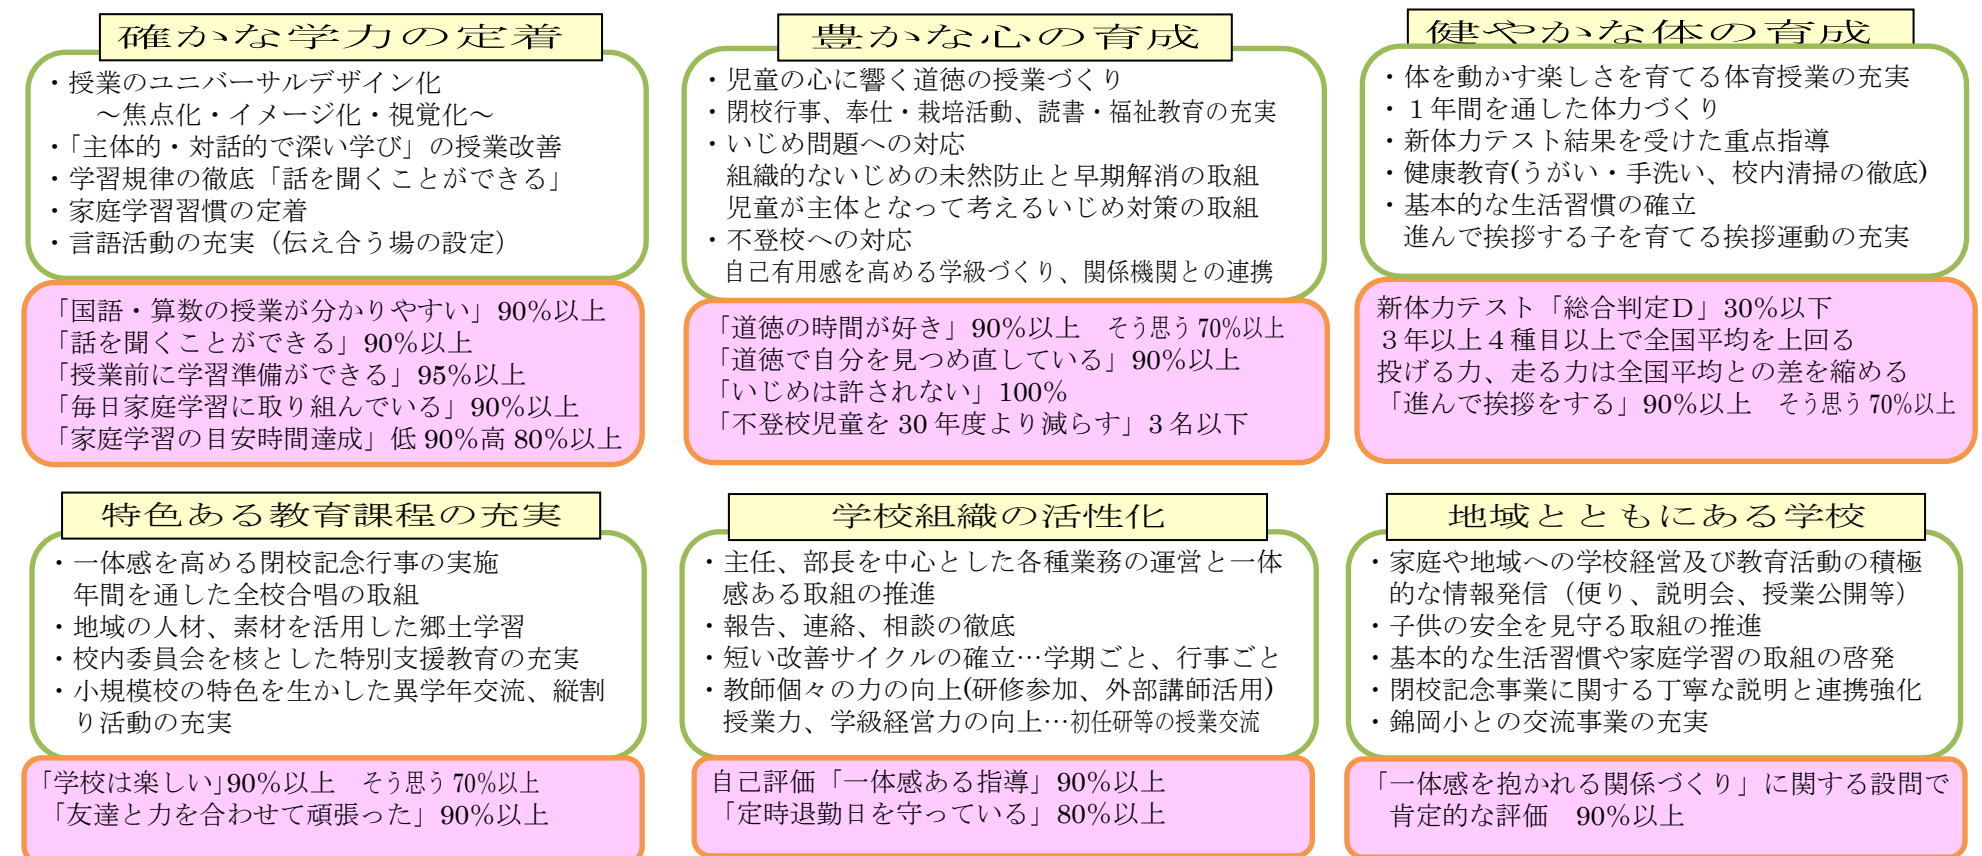 確かな学力の定着
・授業のユニバーサルデザイン化
～焦点化・イメージ化・視覚化～
・「主体的・対話的で深い学び」の授業改善
・学習規律の徹底「話を聞くことができる」
・家庭学習習慣の定着
・言語活動の充実（伝え合う場の設定）
「国語・算数の授業が分かりやすい」90％以上
「話を聞くことができる」90％以上
「授業前に学習準備ができる」95％以上
「毎日家庭学習に取り組んでいる」90％以上
「家庭学習の目安時間達成」低 90％高 80％以上
豊かな心の育成
・児童の心に響く道徳の授業づくり
・閉校行事、奉仕・栽培活動、読書・福祉教育の充実
・いじめ問題への対応
組織的ないじめの未然防止と早期解消の取組
児童が主体となって考えるいじめ対策の取組
・不登校への対応
自己有用感を高める学級づくり、関係機関との連携
「道徳の時間が好き」90％以上　そう思う 70％以上
「道徳で自分を見つめ直している」90％以上
「いじめは許されない」100％
「不登校児童を 30 年度より減らす」3 名以下
健やかな体の育成
・体を動かす楽しさを育てる体育授業の充実
・１年間を通した体力づくり
・新体力テスト結果を受けた重点指導
・健康教育(うがい・手洗い、校内清掃の徹底)
・基本的な生活習慣の確立
進んで挨拶する子を育てる挨拶運動の充実
新体力テスト「総合判定Ｄ」30％以下
３年以上４種目以上で全国平均を上回る
投げる力、走る力は全国平均との差を縮める
「進んで挨拶をする」90％以上　そう思う 70％以上
特色ある教育課程の充実
・一体感を高める閉校記念行事の実施
年間を通した全校合唱の取組
・地域の人材、素材を活用した郷土学習
・校内委員会を核とした特別支援教育の充実
・小規模校の特色を生かした異学年交流、縦割
り活動の充実
「学校は楽しい」90％以上　そう思う 70％以上
「友達と力を合わせて頑張った」90％以上
学校組織の活性化
・主任、部長を中心とした各種業務の運営と一体
感ある取組の推進
・報告、連絡、相談の徹底
・短い改善サイクルの確立…学期ごと、行事ごと
・教師個々の力の向上(研修参加、外部講師活用)
授業力、学級経営力の向上…初任研等の授業交流
自己評価「一体感ある指導」90％以上
「定時退勤日を守っている」80％以上
地域とともにある学校
・家庭や地域への学校経営及び教育活動の積極
的な情報発信（便り、説明会、授業公開等）
・子供の安全を見守る取組の推進
・基本的な生活習慣や家庭学習の取組の啓発
・閉校記念事業に関する丁寧な説明と連携強化
・錦岡小との交流事業の充実
「一体感を抱かれる関係づくり」に関する設問で
肯定的な評価　90％以上